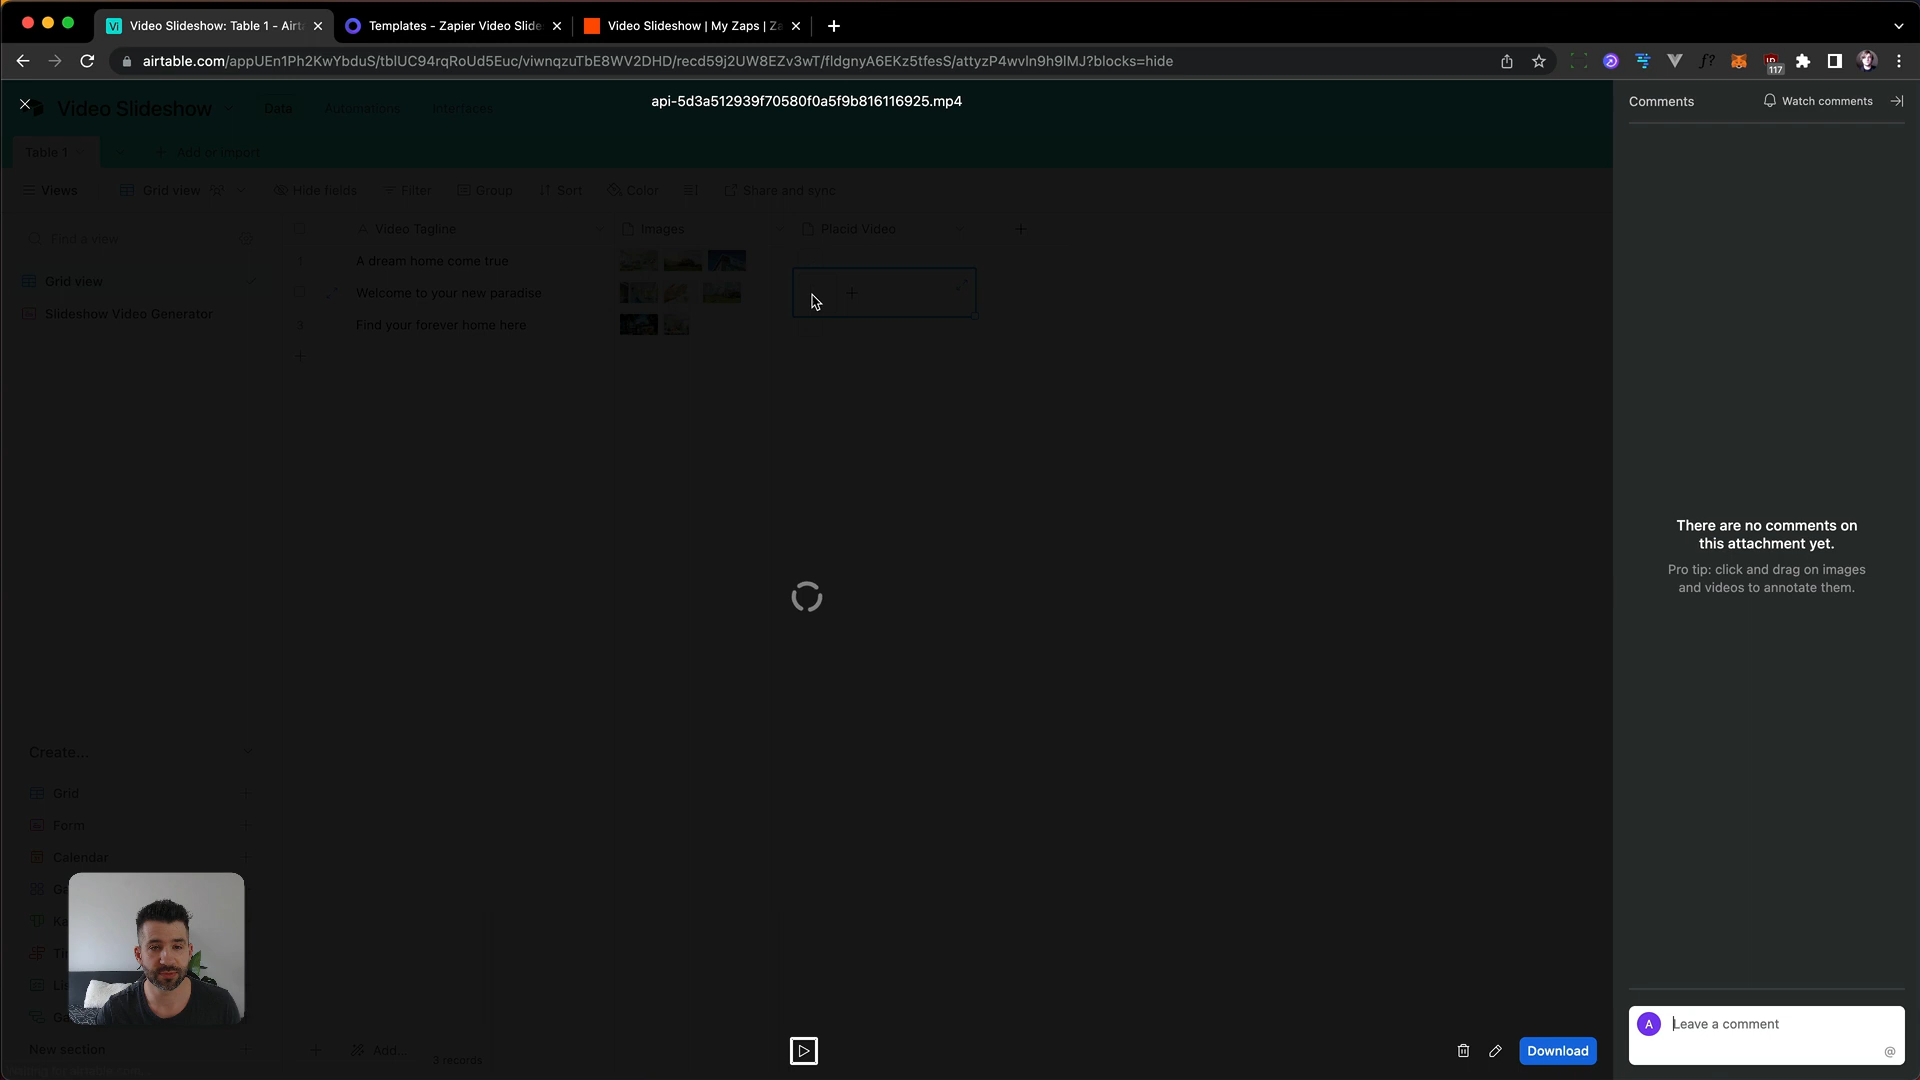 Video Slideshow: Table 1 - Airt
Templates - Zapier Video Slide
Video Slideshow | My Zaps | Za
airtable.com/appUEn1Ph2KwYbduS/tblUC94rqRoUd5Euc/viwnqzuTbE8WV2DHD/recd59j2UW8EZv3wT/fldgnyA6EKz5tfesS/attyzP4wvln9h9lMJ?blocks=hide
117
Video Slideshow
Data
Automations
Interfaces
api-5d3a512939f70580f0a5f9b816116925.mp4
Comments
Watch comments
Table 1
Add or import
Views
Grid view
Hide fields
Filter
Group
Sort
Color
Share and sync
Find a view
Video Tagline
Images
Placid Video
A dream home come true
Grid view
Welcome to your new paradise
Slideshow Video Generator
3
Find your forever home here
There are no comments on
this attachment yet.
Pro tip: click and drag on images
and videos to annotate them.
Create...
Grid
Form
Calendar
New section
Add...
3 records
Download
A
Leave a comment
@